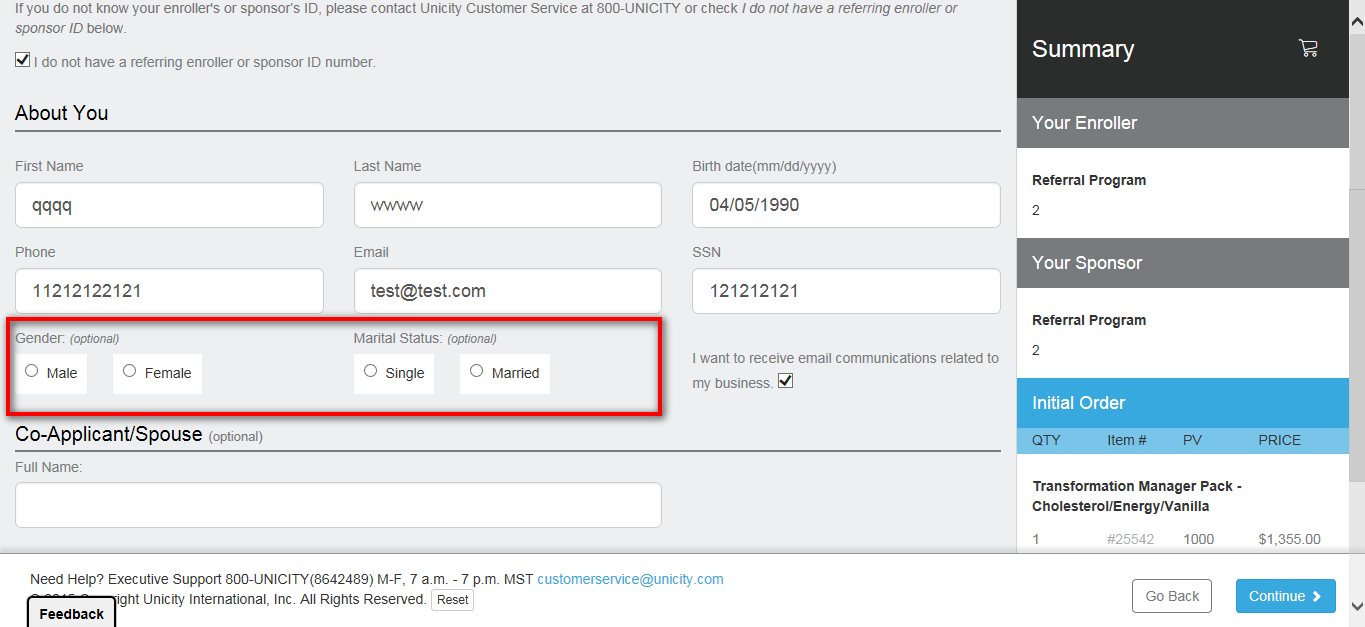 If you do not know your enroller's or sponsor's ID, please contact Unicity Customer Service at 800-UNICITY or check I do not have a referring enroller or
sponsor ID below.
I do not have a referring enroller or sponsor ID number.
About You
First Name
Last Name
Birth date(mm/dd/yyyy)
qqqq
wwww
04/05/1990
Phone
Email
SSN
11212122121
test@test.com
121212121
Gender: (optional)
Marital Status: (optional)
Male
Female
Single
Married
I want to receive email communications related to
my business.
Co-Applicant/Spouse (optional)
Full Name:
Need Help? Executive Support 800-UNICITY(8642489) M-F, 7 a.m. - 7 p.m. MST customerservice@unicity.com
Unicity International, Inc. All Rights Reserved. Reset
Feedback
Go Back
Continue
Summary
Your Enroller
Referral Program
2
Your Sponsor
Referral Program
2
Initial Order
QTY Item # PV PRICE
Transformation Manager Pack -
Cholesterol/Energy/Vanilla
1 #25542 1000 $1,355.00